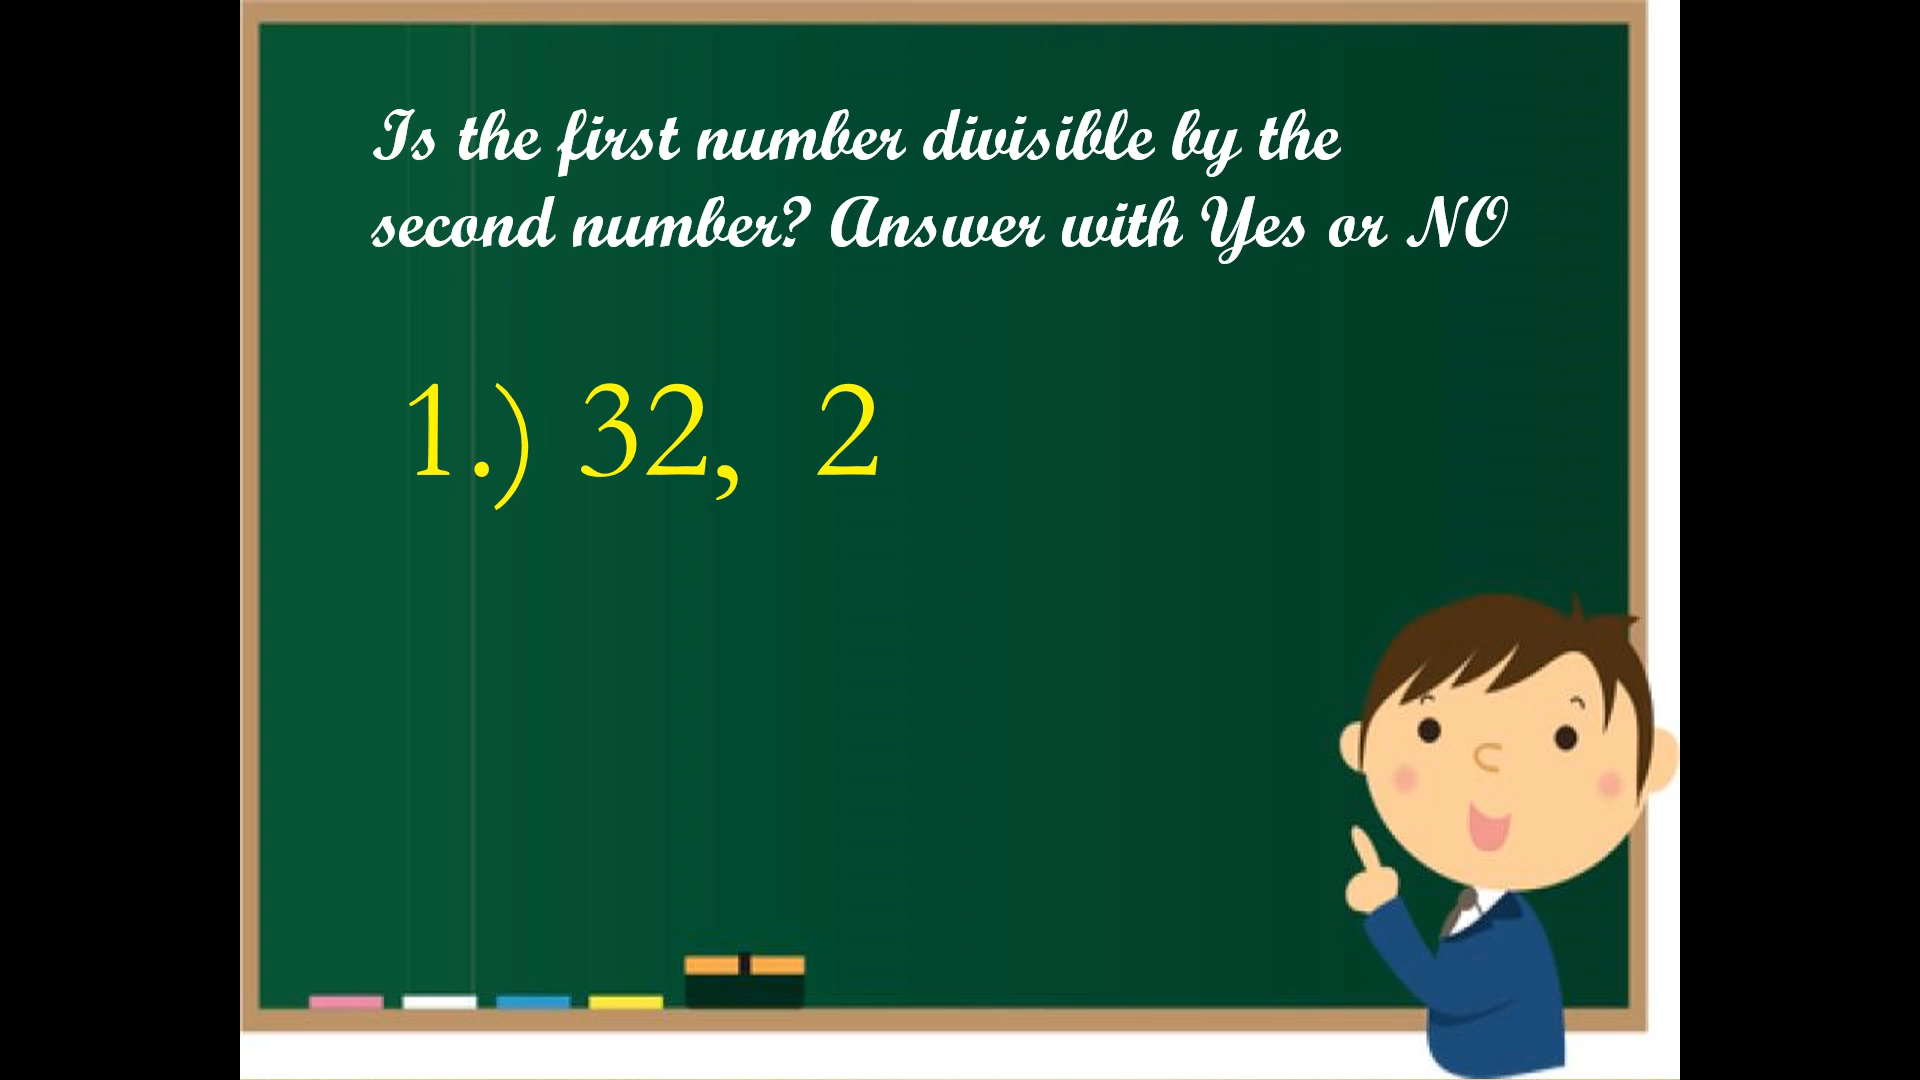 Is the first number divisible by the
second number? Answer with Yes or NO
1.) 32, 2